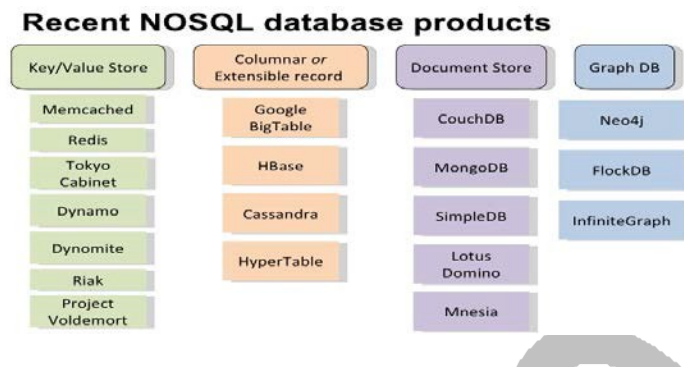 Recent NOSQL database products
Key/Value Store
Memcached
Redis
Tokyo
Cabinet
Dynamo
Dynomite
Riak
Project
Voldemort
Columnar or
Extensible record
Google
BigTable
HBase
Cassandra
HyperTable
Document Store
CouchDB
MongoDB
SimpleDB
Lotus
Domino
Mnesia
Graph DB
Neo4j
FlockDB
InfiniteGraph